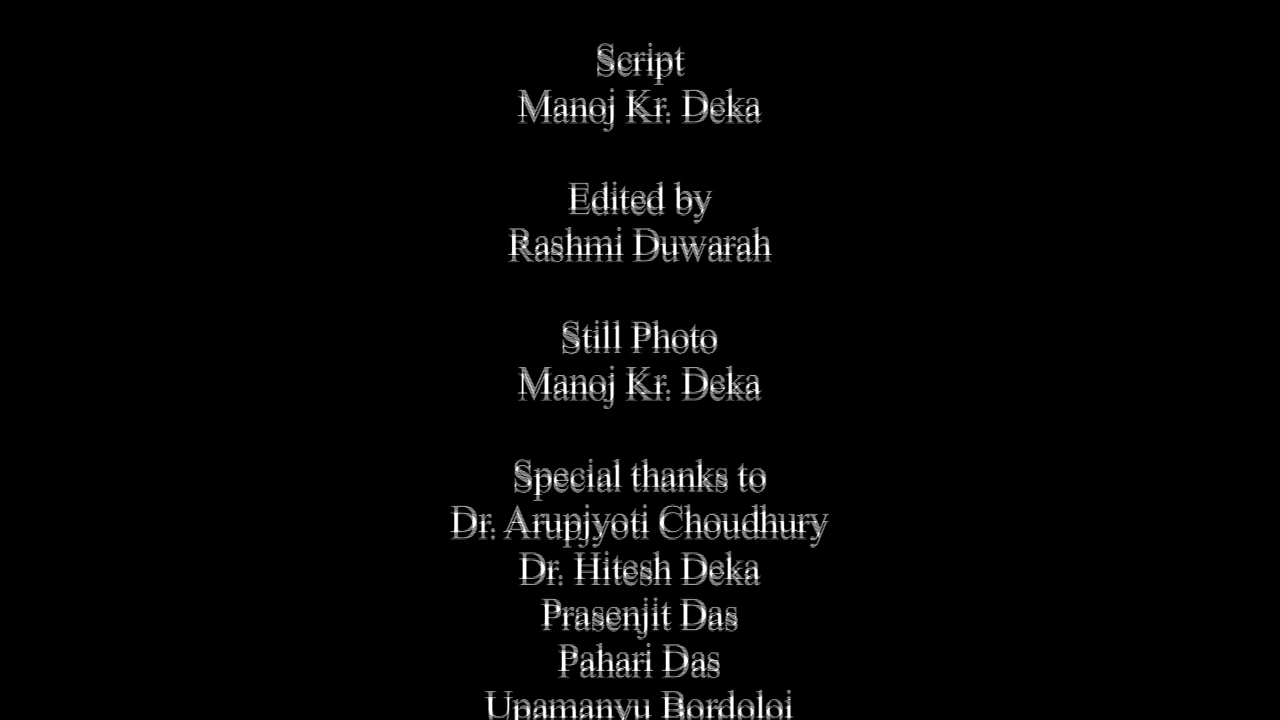 Script
Manoj Kr. Deka
Edited by
Rashmi Duwarah
Still Photo
Manoj Kr. Deka
Special thanks to
Dr. Arupjyoti Choudhury
Dr. Hitesh Deka
Prasenjit Das
Pahari Das
Upamanyu Bordoloi